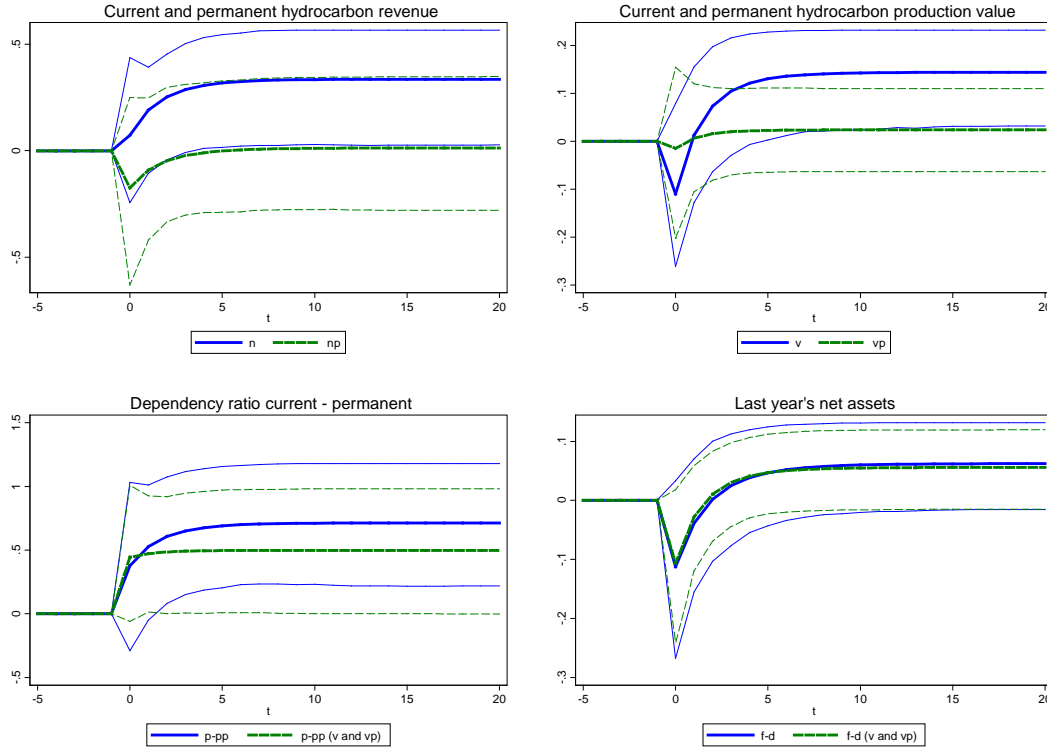 Current and permanent hydrocarbon revenue
.5
0
-.5
-5 0 5 10 15 20
t
n np
Current and permanent hydrocarbon production value
.2
.1
0
-.1
-.2
-.3
-5 0 5 10 15 20
t
v vp
Dependency ratio current - permanent
1.5
1
.5
0
-.5
-5 0 5 10 15 20
t
p-pp p-pp (v and vp)
Last year's net assets
.1
0
-.1
-.2
-.3
-5 0 5 10 15 20
t
f-d f-d (v and vp)